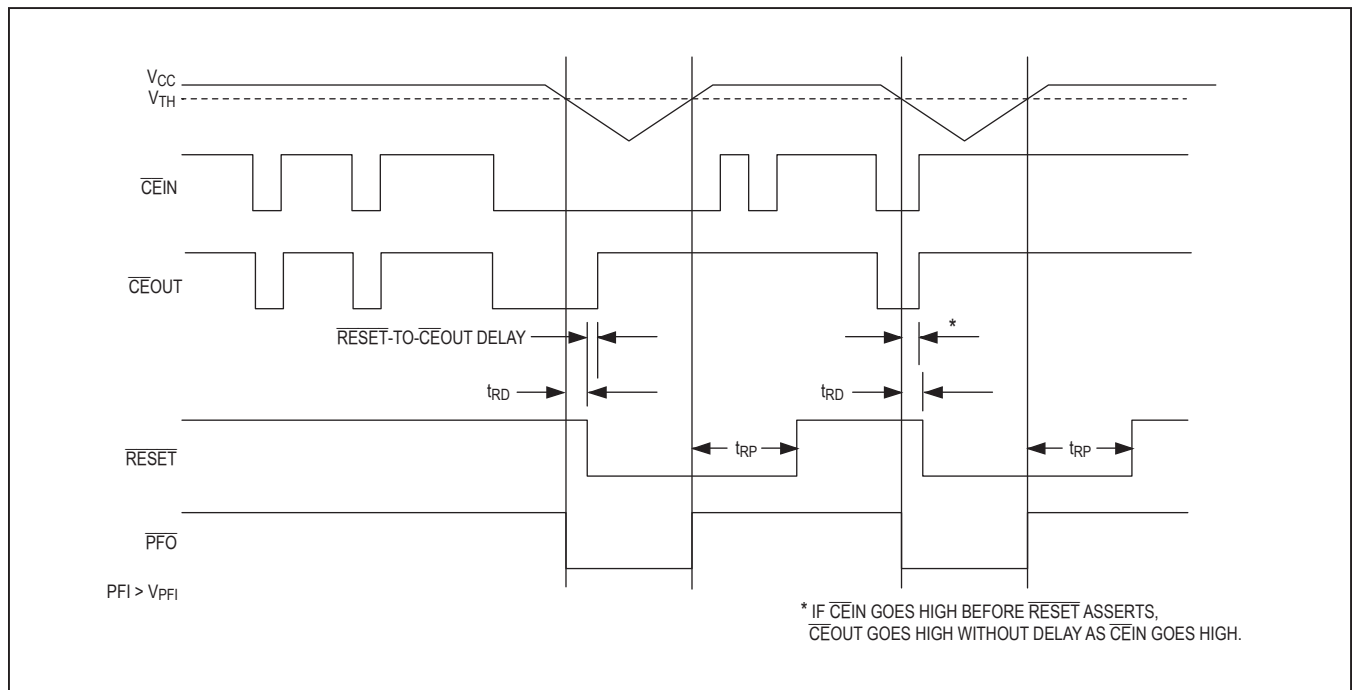 VCC
VTH
CEIN
CEOUT
RESET-TO-CEOUT DELAY
*
tRD
tRD
RESET
tRP
tRP
PFO
PFI > VPFI
* IF CEIN GOES HIGH BEFORE RESET ASSERTS,
CEOUT GOES HIGH WITHOUT DELAY AS CEIN GOES HIGH.